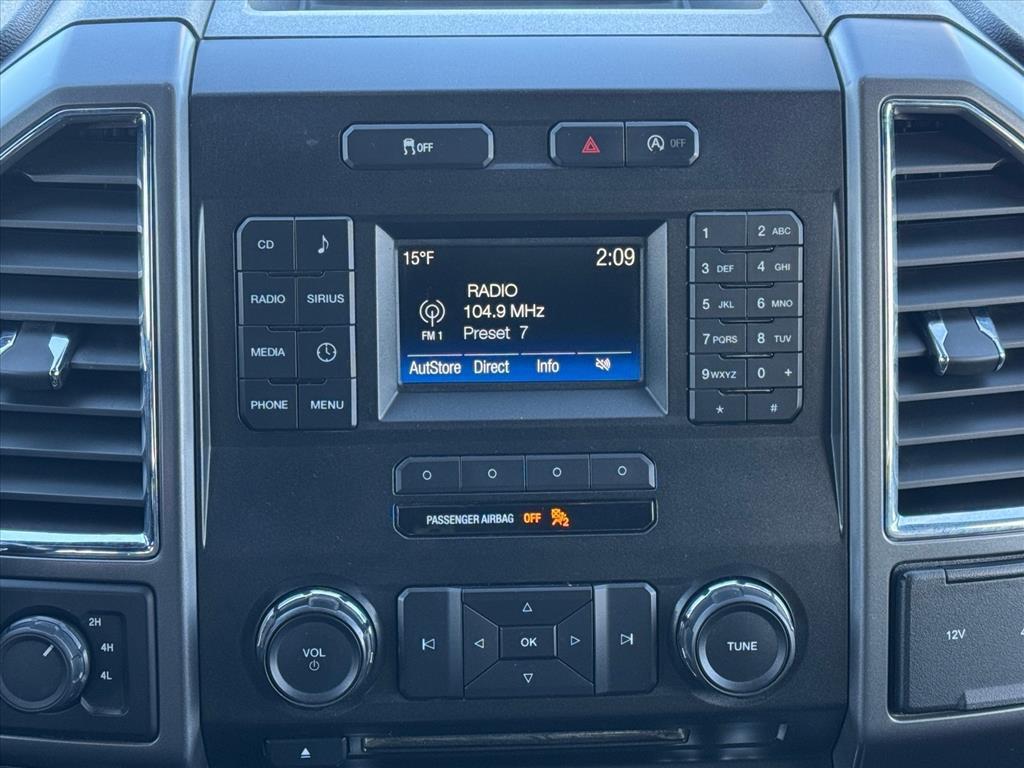 OFF
A OFF
CD
RADIO SIRIUS
MEDIA
PHONE MENU
15°F 2:09
RADIO
104.9 MHz
FM 1 Preset 7
AutStore Direct Info
1 2 ABC
3 DEF 4 GHI
5 JKL 6 MNO
7 PQRS 8 TUV
9 WXYZ 0 +
* #
PASSENGER AIRBAG OFF 2
2H
4H
4L
VOL
OK
TUNE
12V